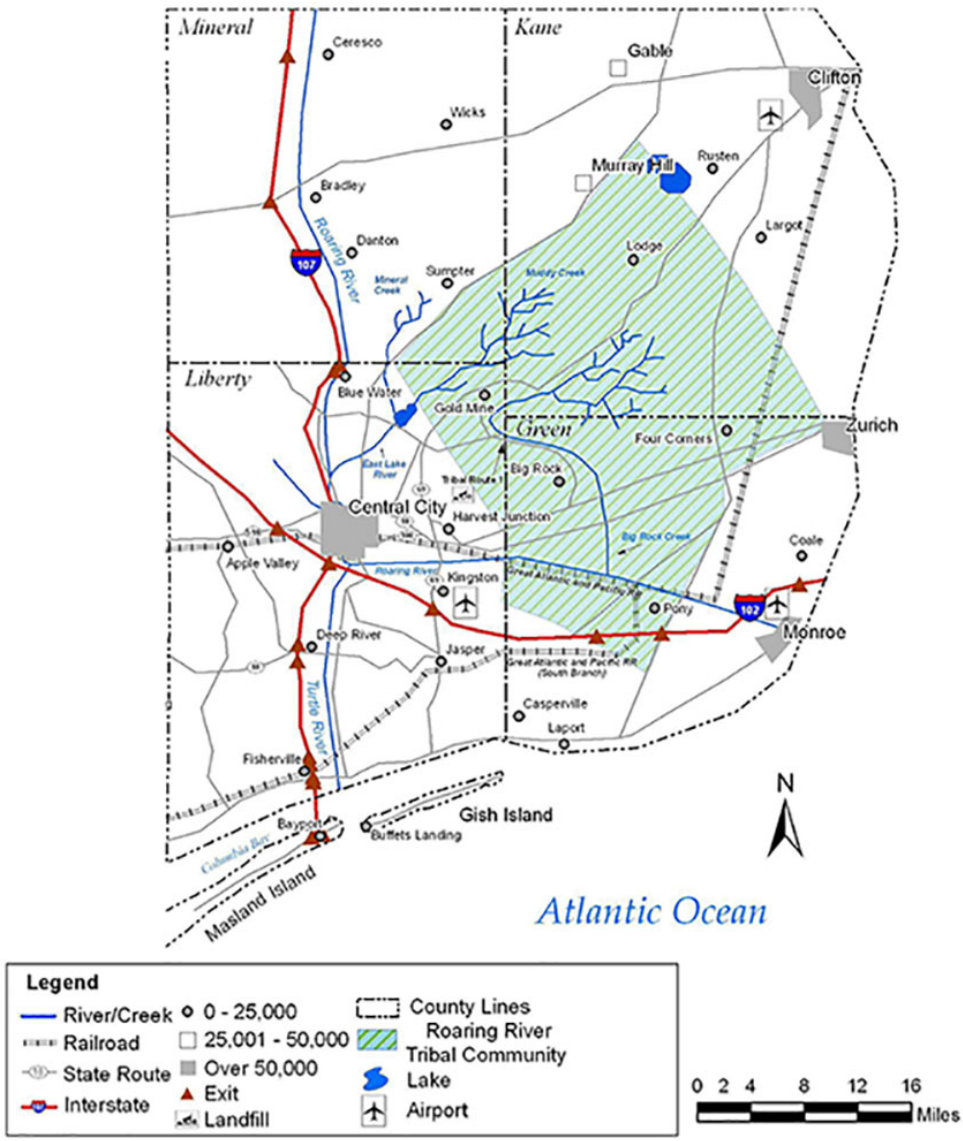 Mineral
Kane
Ceresco
Gable
Clifton
Wicks
Murray Hill
Rusten
Bradley
Roaring River
Largot
Danton
Lodge
107
Sumpter
Mineral
Creek
Muddy Creek
Liberty
Blue Water
Gold Mine
Green
Zurich
Four Corners
East Lake
River
Big Rock
Tribal Route 1
Central City
Harvest Junction
Big Rock Creek
Coale
Apple Valley
Roaring River
Great Atlantic and Pacific RR
Kingston
102
Pony
Monroe
Deep River
Jasper
Great Atlantic and Pacific RR
(South Branch)
Turtle River
Casperville
Laport
Fisherville
N
Gish Island
Bayport
Buffets Landing
Columbia Bay
Masland Island
Atlantic Ocean
Legend
River/Creek
Railroad
State Route
Interstate
0 - 25,000
25,001 - 50,000
Over 50,000
Exit
Landfill
County Lines
Roaring River
Tribal Community
Lake
Airport
0 2 4 8 12 16
Miles